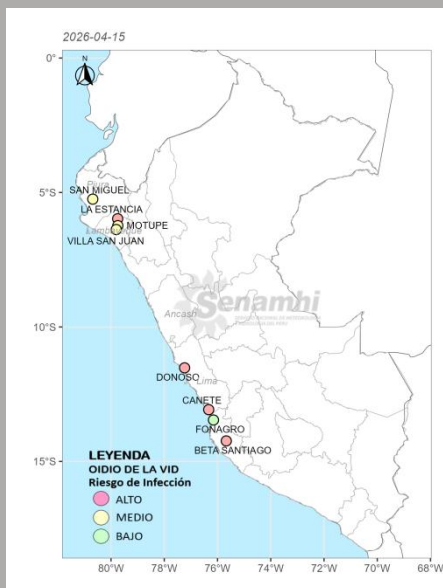 2026-04-15
N
0°
5°S
10°S
15°S
Piura
SAN MIGUEL
LA ESTANCIA
MOTUPE
VILLA SAN JUAN
Ancash
Senamhi
DONOSO
Lima
CAÑETE
FONAGRO
BETA SANTIAGO
LEYENDA
OIDIO DE LA VID
Riesgo de Infección
ALTO
MEDIO
BAJO
80°W 78°W 76°W 74°W 72°W 70°W 68°W